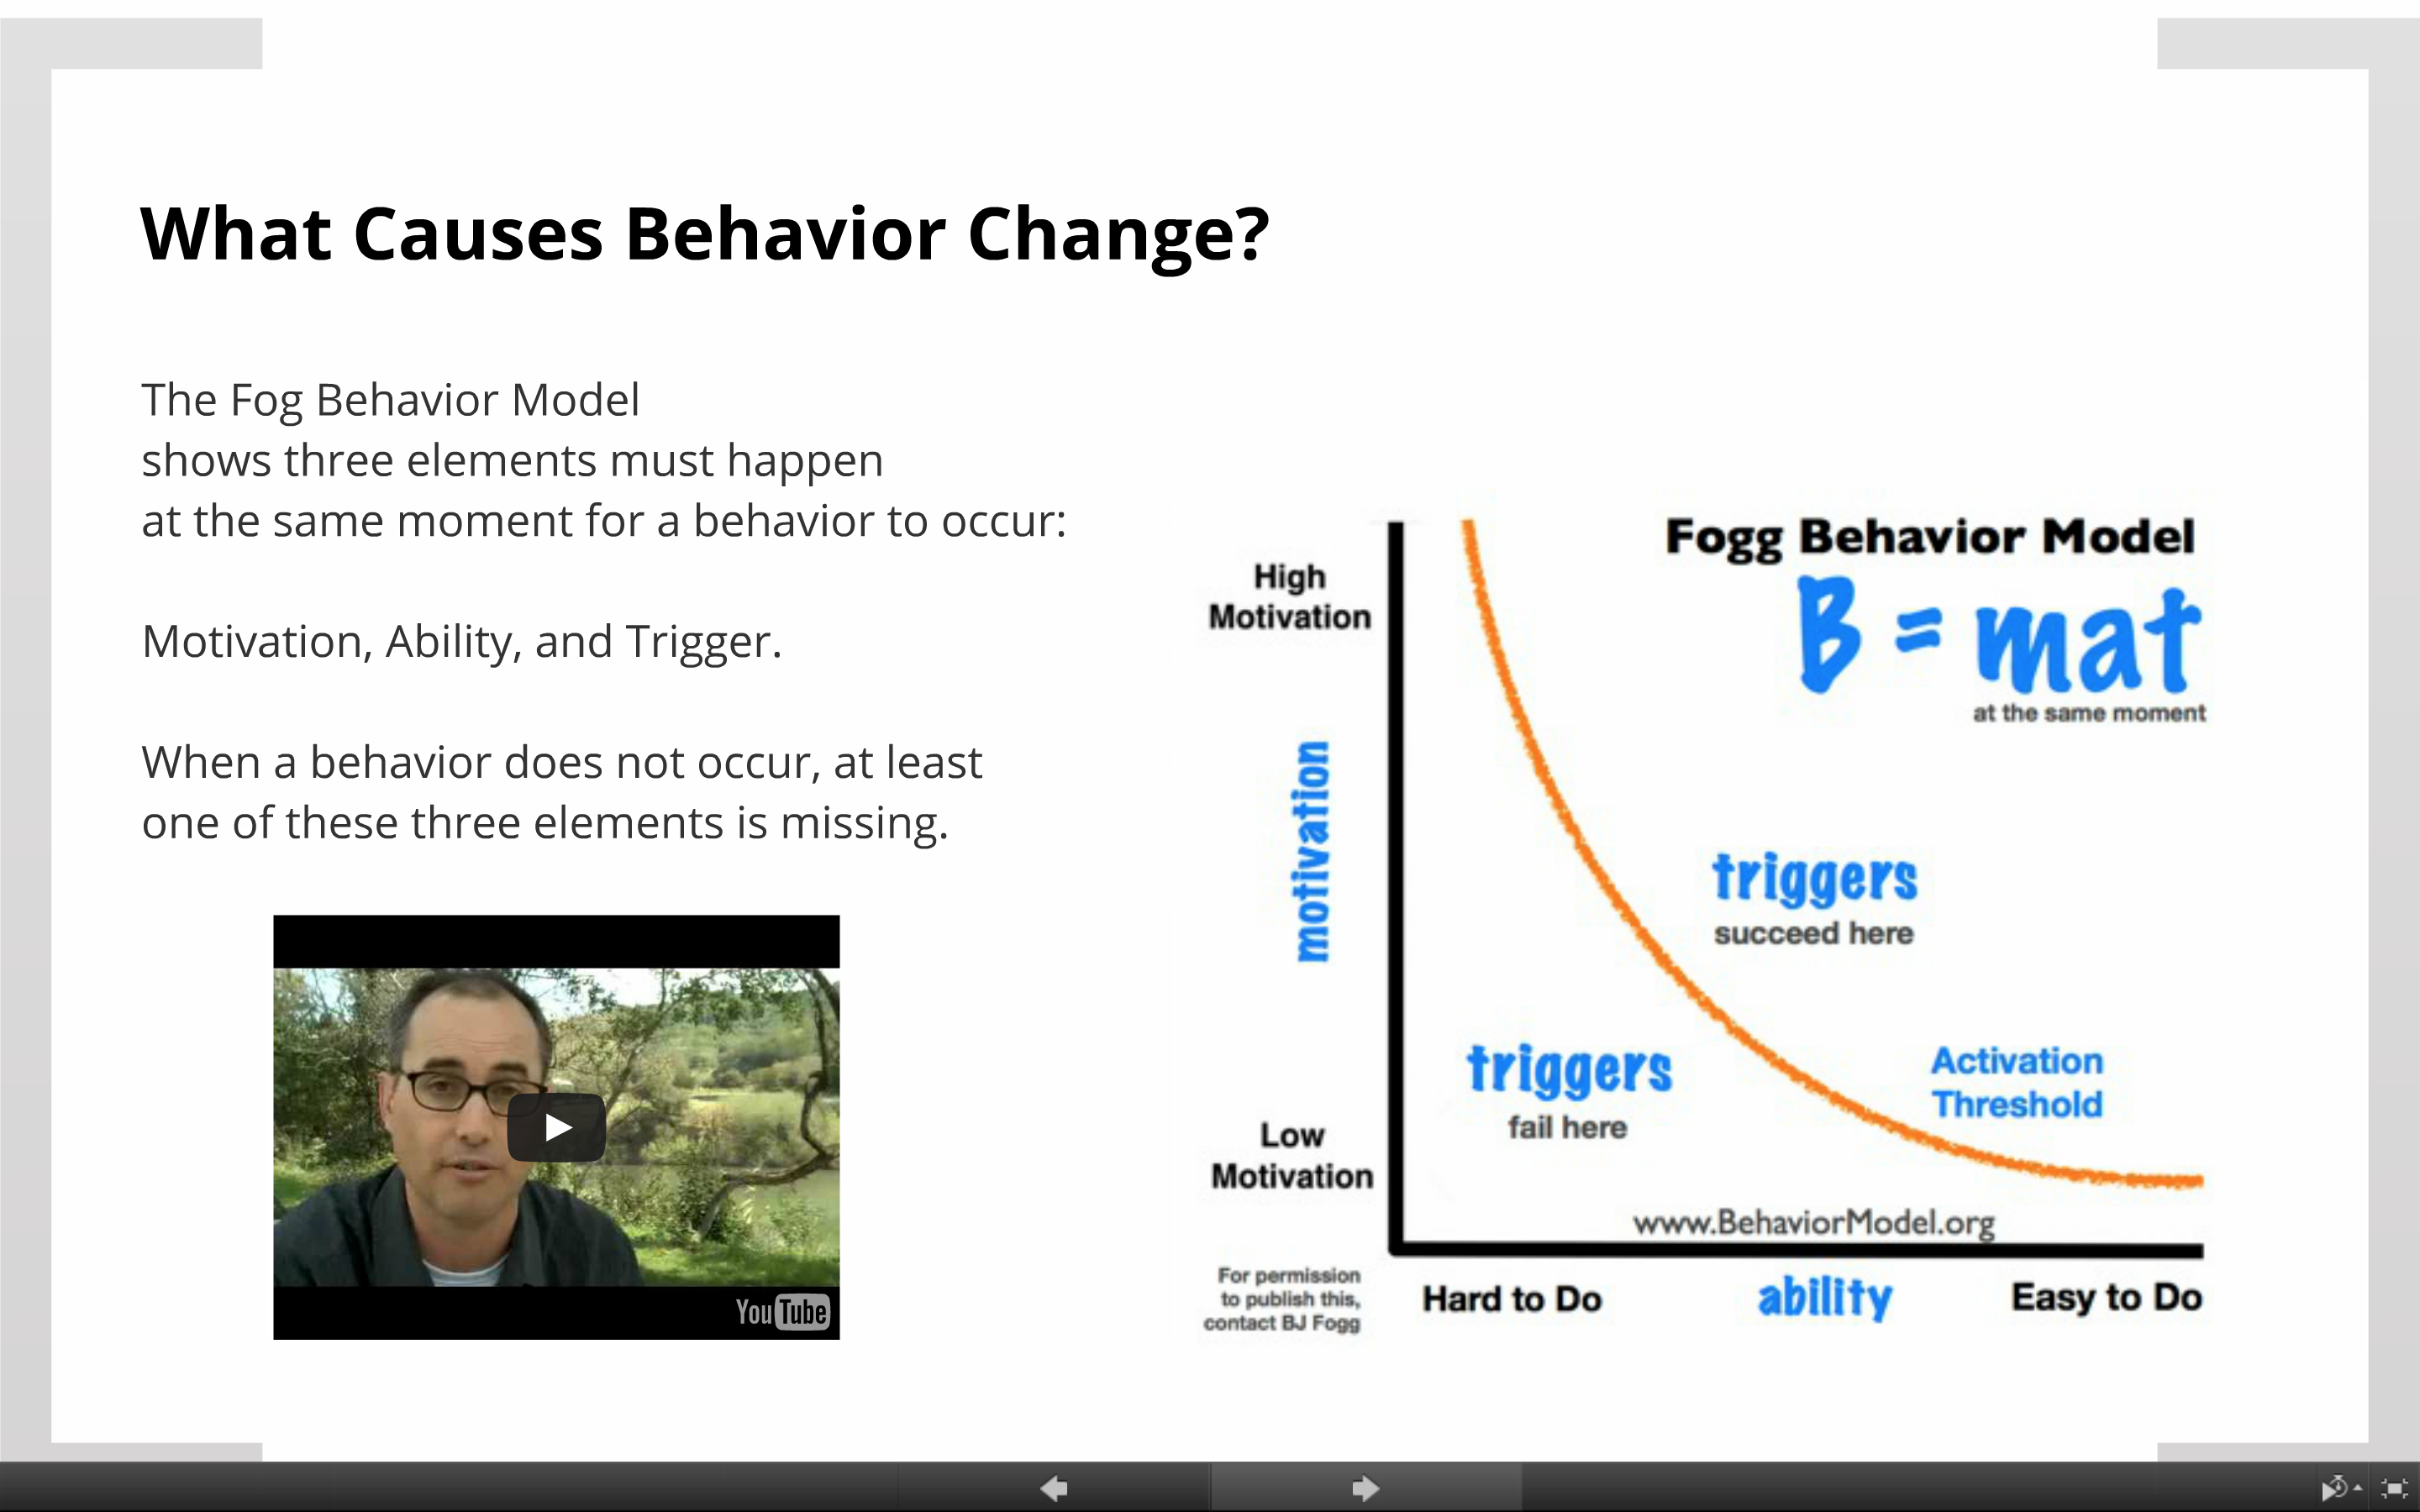 What Causes Behavior Change?
The Fog Behavior Model
shows three elements must happen
at the same moment for a behavior to occur:
Motivation, Ability, and Trigger.
When a behavior does not occur, at least
one of these three elements is missing.
YouTube
Fogg Behavior Model
B = mat
at the same moment
High
Motivation
motivation
triggers
succeed here
triggers
fail here
Activation
Threshold
Low
Motivation
www.BehaviorModel.org
For permission
to publish this,
contact BJ Fogg
Hard to Do
ability
Easy to Do